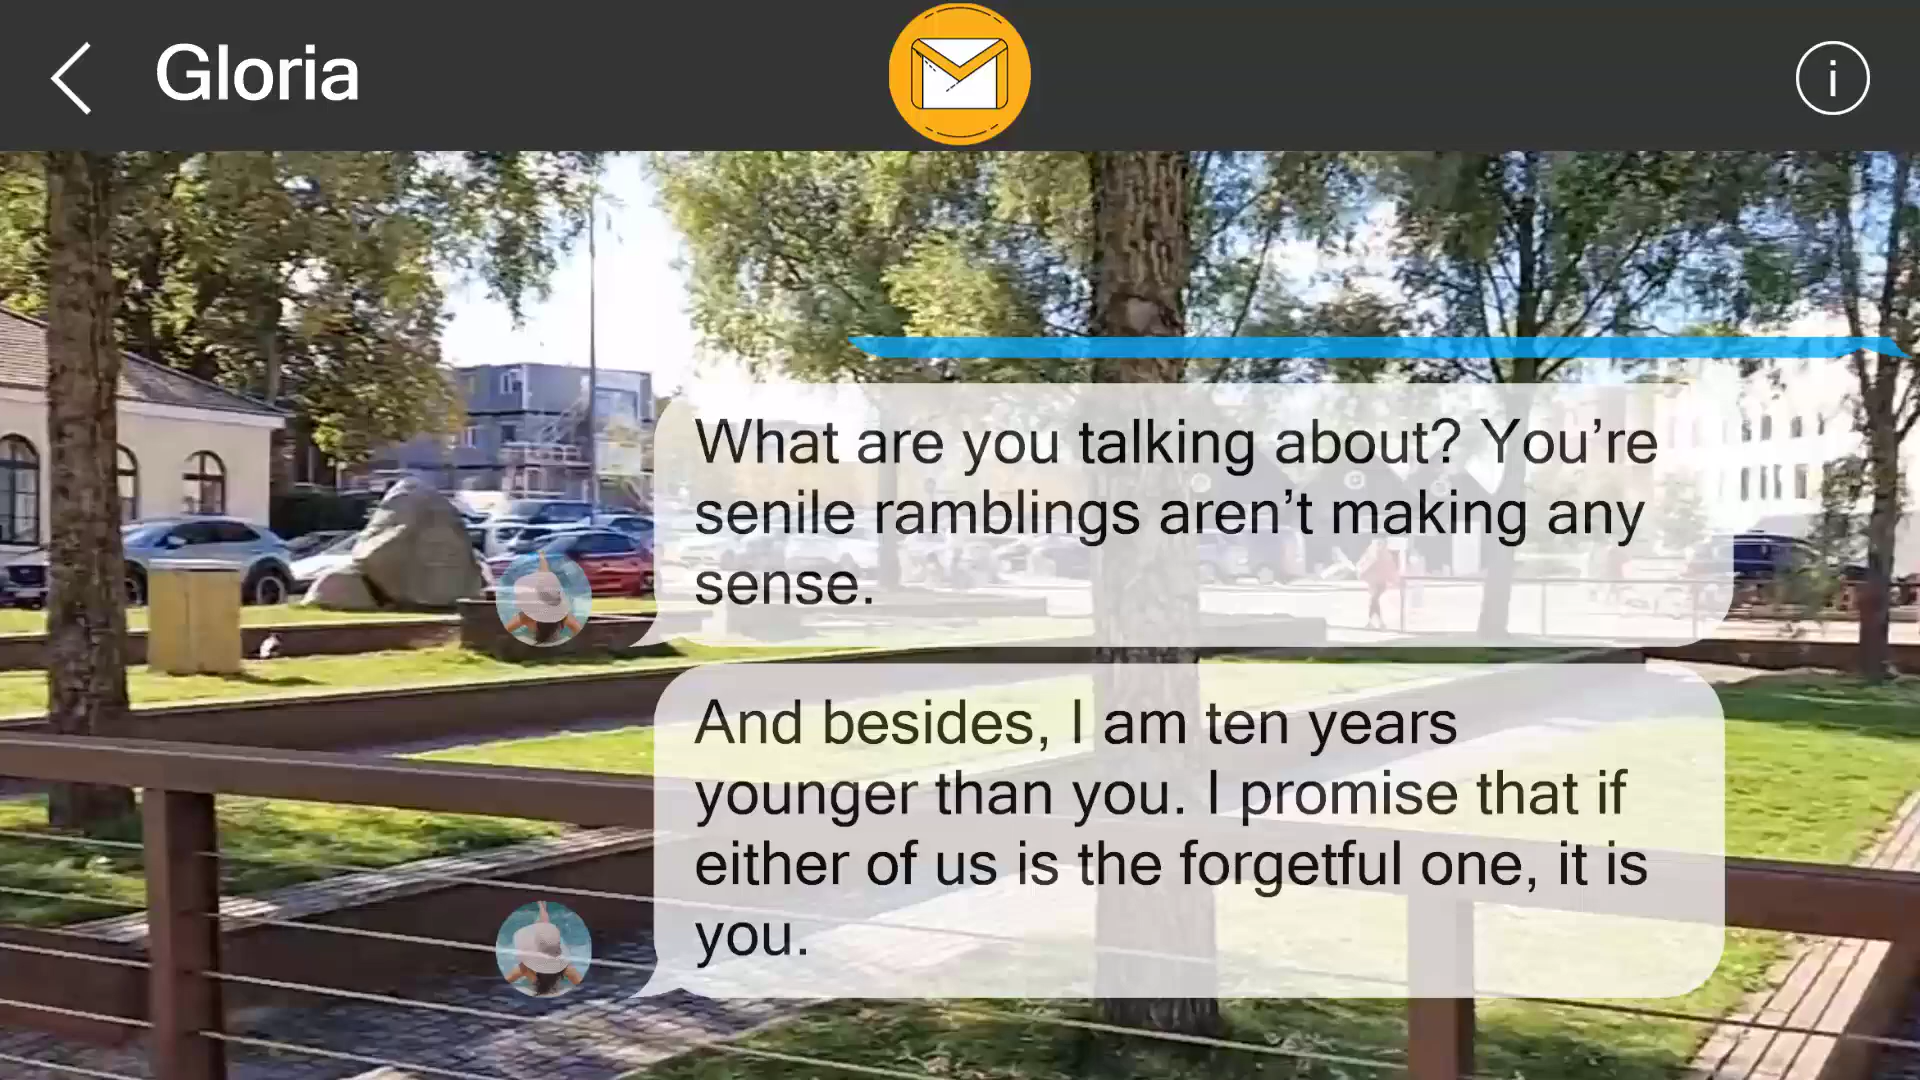 Gloria
i
What are you talking about? You’re
senile ramblings aren’t making any
sense.
And besides, I am ten years
younger than you. I promise that if
either of us is the forgetful one, it is
you.